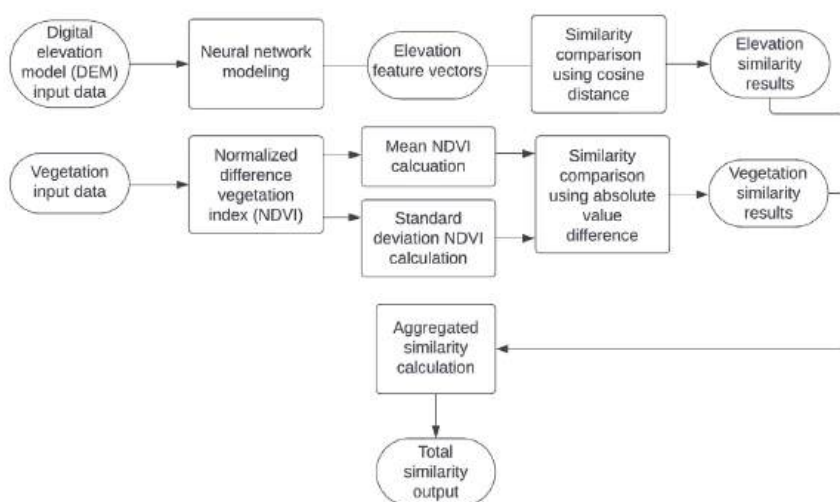 Digital
elevation
model (DEM)
input data
Neural network
modeling
Elevation
feature vectors
Similarity
comparison
using cosine
distance
Elevation
similarity
results
Vegetation
input data
Normalized
difference
vegetation
index (NDVI)
Mean NDVI
calcuation
Standard
deviation NDVI
calculation
Similarity
comparison
using absolute
value
difference
Vegetation
similarity
results
Aggregated
similarity
calculation
Total
similarity
output